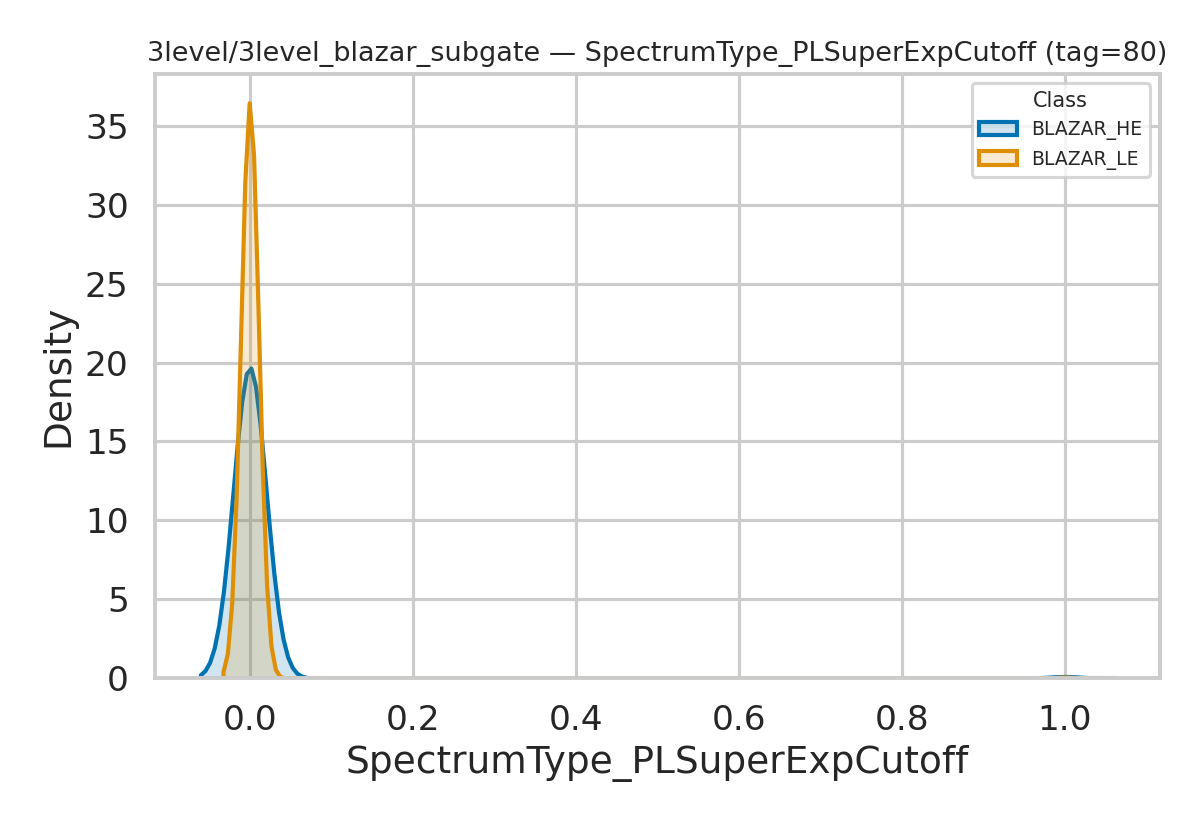 3level/3level_blazar_subgate — SpectrumType_PLSuperExpCutoff (tag=80)
Class
BLAZAR_HE
BLAZAR_LE
35
30
25
20
15
10
5
0
Density
0.0 0.2 0.4 0.6 0.8 1.0
SpectrumType_PLSuperExpCutoff